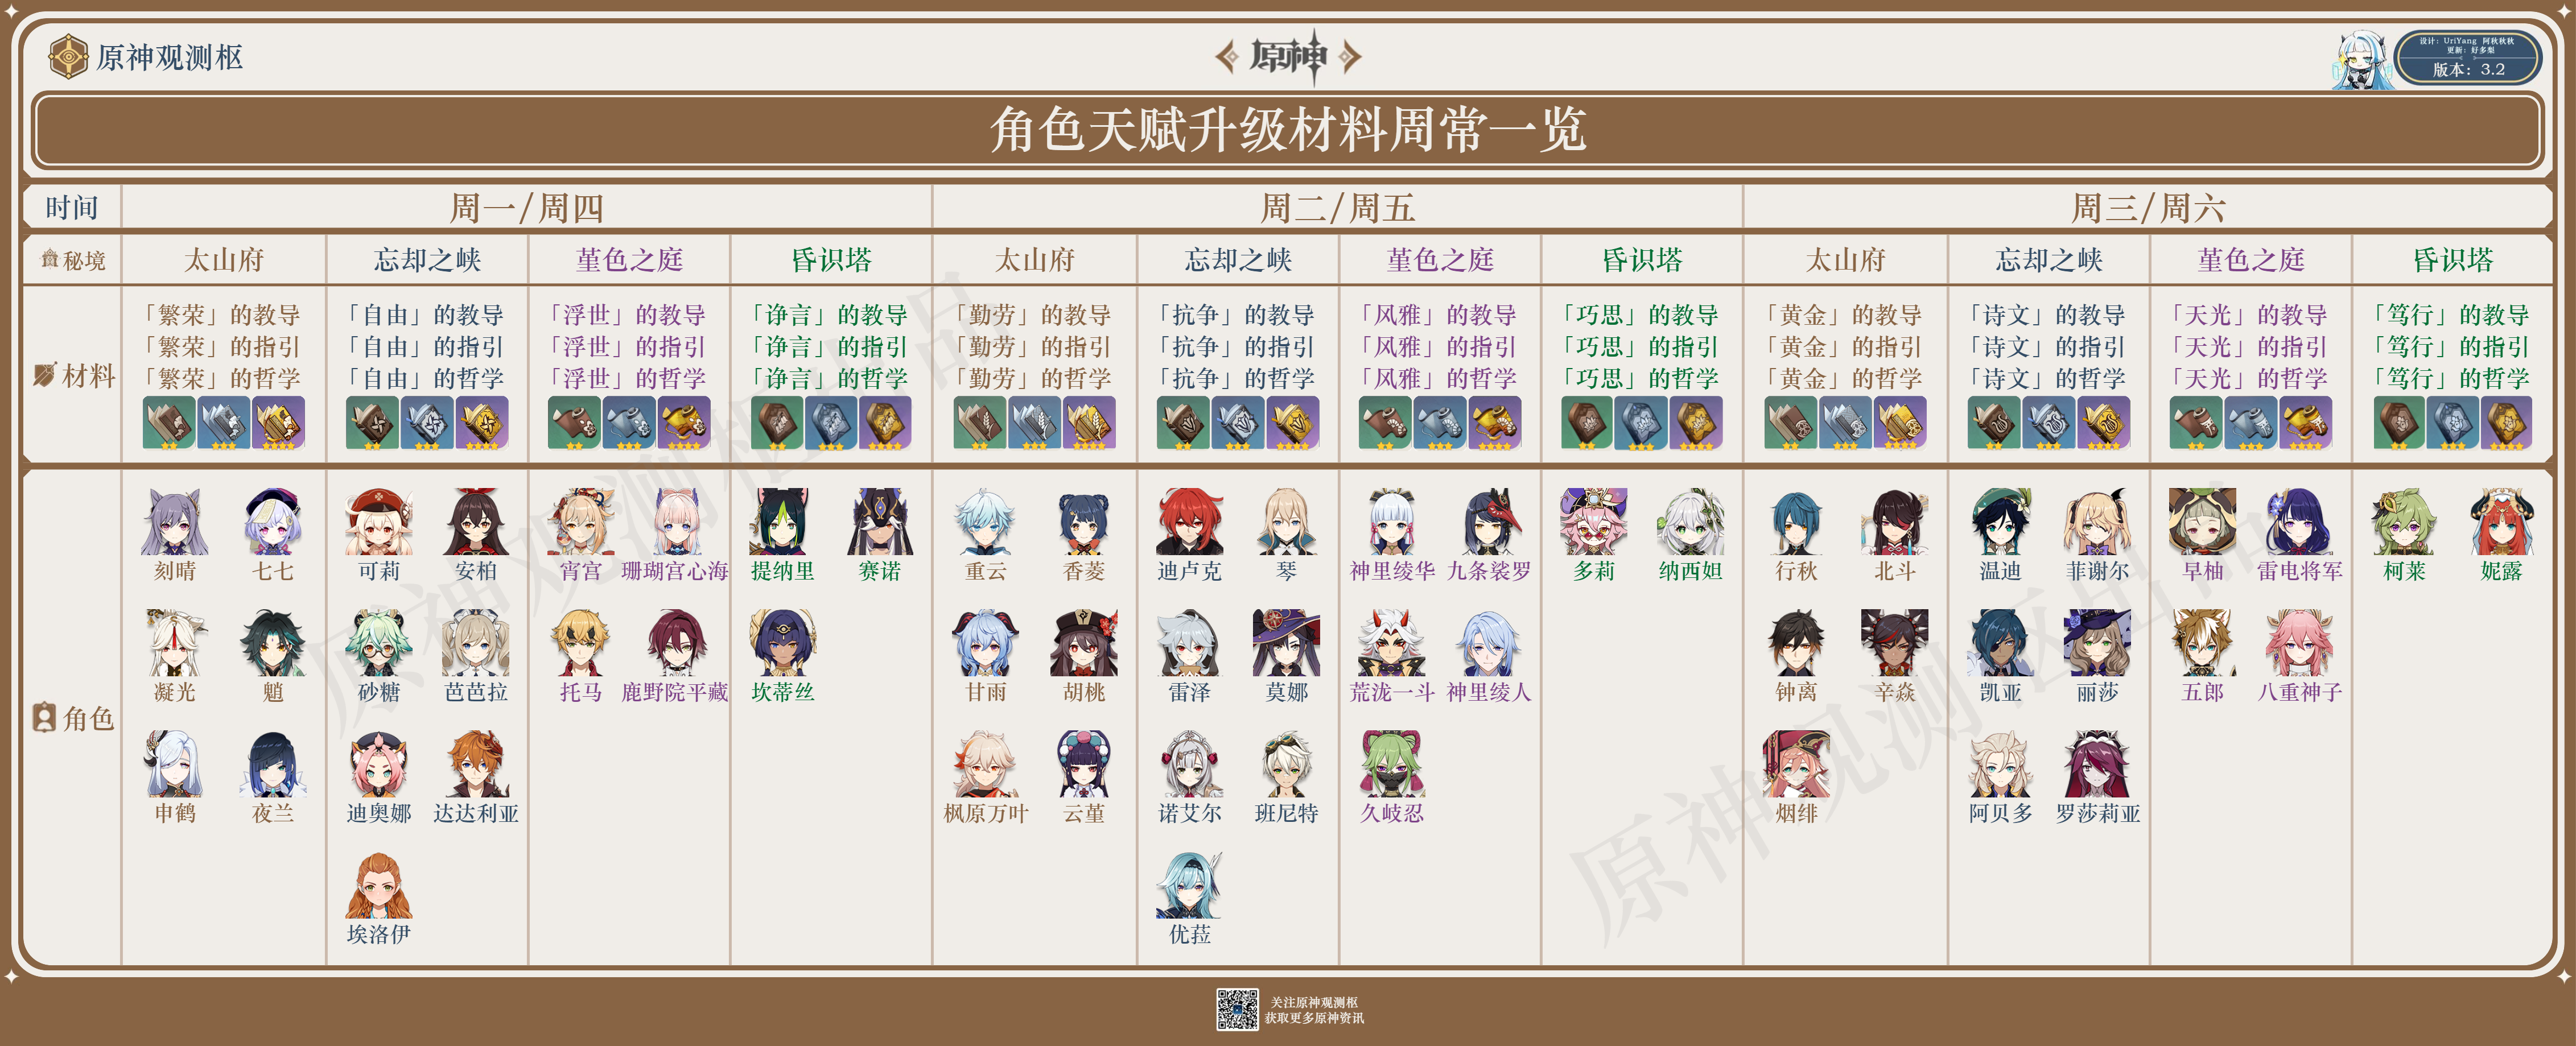 原神观测枢
原神
设计：UriYang 阿秋秋秋
更新：好多梨
版本：3.2
角色天赋升级材料周常一览
时间 周一/周四 周二/周五 周三/周六
秘境 太山府 忘却之峡 堇色之庭 昏识塔 太山府 忘却之峡 堇色之庭 昏识塔 太山府 忘却之峡 堇色之庭 昏识塔
材料
「繁荣」的教导 「自由」的教导 「浮世」的教导 「诤言」的教导 「勤劳」的教导 「抗争」的教导 「风雅」的教导 「巧思」的教导 「黄金」的教导 「诗文」的教导 「天光」的教导 「笃行」的教导
「繁荣」的指引 「自由」的指引 「浮世」的指引 「诤言」的指引 「勤劳」的指引 「抗争」的指引 「风雅」的指引 「巧思」的指引 「黄金」的指引 「诗文」的指引 「天光」的指引 「笃行」的指引
「繁荣」的哲学 「自由」的哲学 「浮世」的哲学 「诤言」的哲学 「勤劳」的哲学 「抗争」的哲学 「风雅」的哲学 「巧思」的哲学 「黄金」的哲学 「诗文」的哲学 「天光」的哲学 「笃行」的哲学
角色
刻晴 七七 可莉 安柏 宵宫 珊瑚宫心海 提纳里 赛诺 重云 香菱 迪卢克 琴 神里绫华 九条裟罗 多莉 纳西妲 行秋 北斗 温迪 菲谢尔 早柚 雷电将军 柯莱 妮露
凝光 魈 砂糖 芭芭拉 托马 鹿野院平藏 坎蒂丝 甘雨 胡桃 雷泽 莫娜 荒泷一斗 神里绫人 钟离 辛焱 凯亚 丽莎 五郎 八重神子
申鹤 夜兰 迪奥娜 达达利亚 枫原万叶 云堇 诺艾尔 班尼特 久岐忍 烟绯 阿贝多 罗莎莉亚
埃洛伊 优菈
原神观测枢出品
原神观测枢出品
关注原神观测枢
获取更多原神资讯